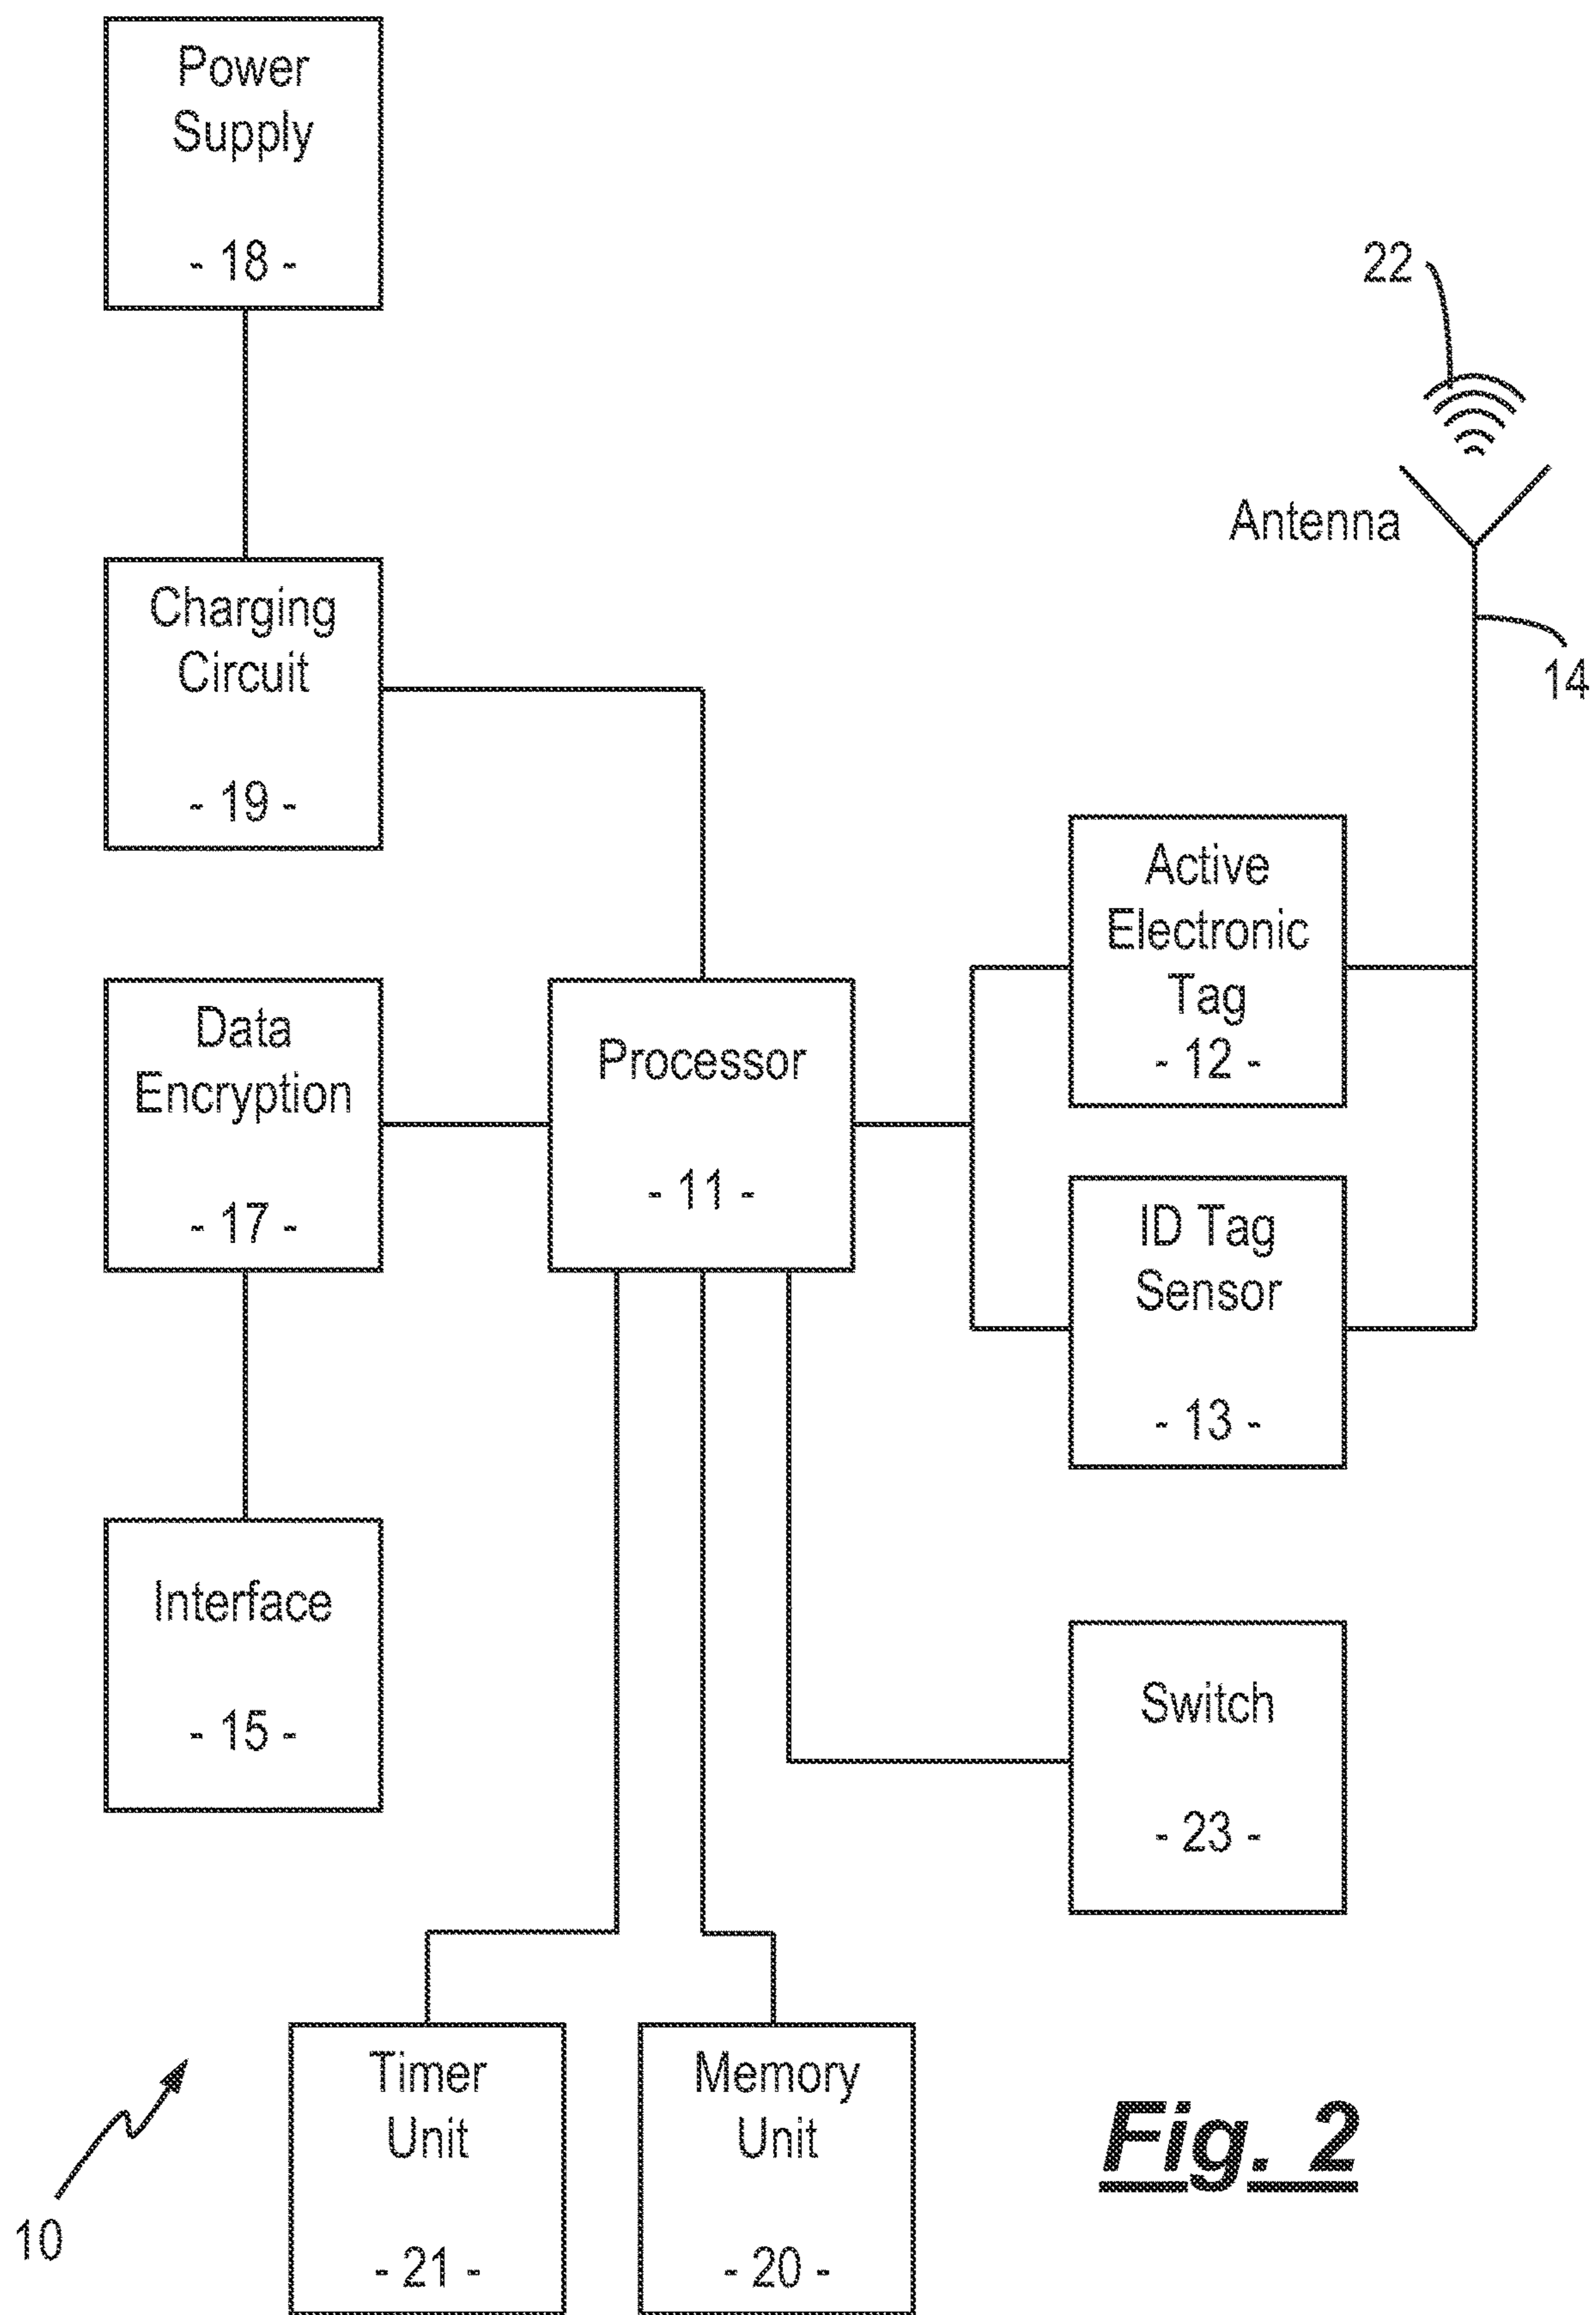 Power
Supply
- 18 -
22
Antenna
14
Charging
Circuit
- 19 -
Active
Electronic
Tag
- 12 -
Data
Encryption
- 17 -
Processor
- 11 -
ID Tag
Sensor
- 13 -
Interface
- 15 -
Switch
- 23 -
Timer
Unit
- 21 -
Memory
Unit
- 20 -
10
Fig. 2